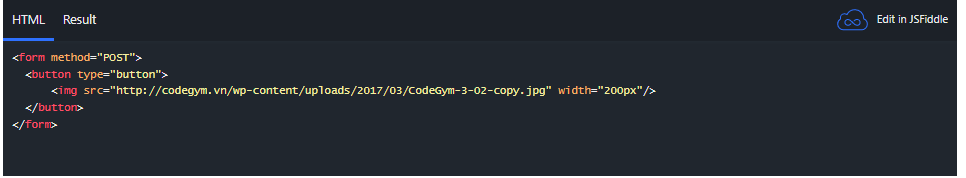 HTML Result Edit in JSFiddle
<form method="POST">
  <button type="button">
      <img src="http://codegym.vn/wp-content/uploads/2017/03/CodeGym-3-02-copy.jpg" width="200px"/>
  </button>
</form>